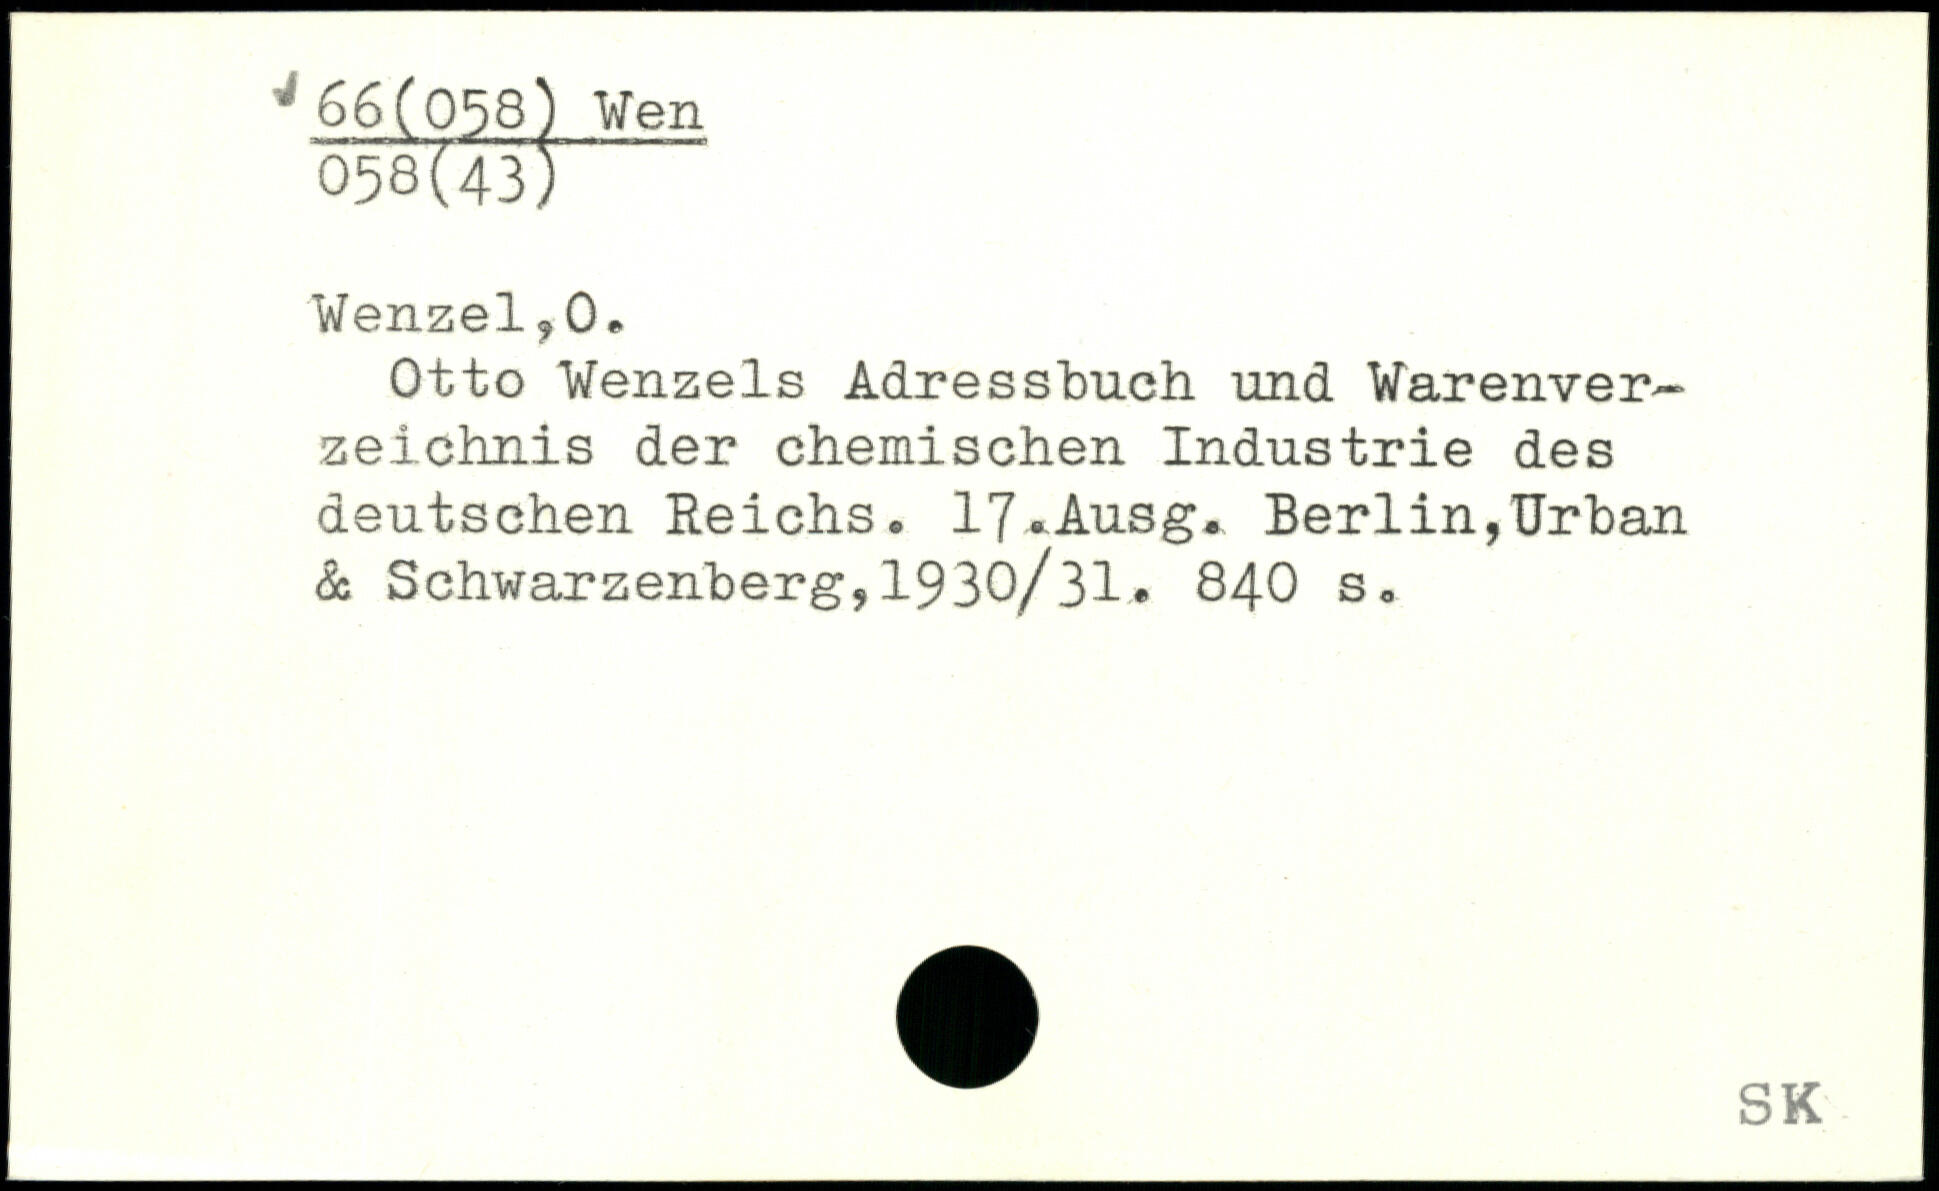 66(058) Wen
058(43)
Wenzel,O.
Otto Wenzels Adressbuch und Warenver-
zeichnis der chemischen Industrie des
deutschen Reichs. 17.Ausg. Berlin,Urban
& Schwarzenberg,1930/31. 840 s.
SK